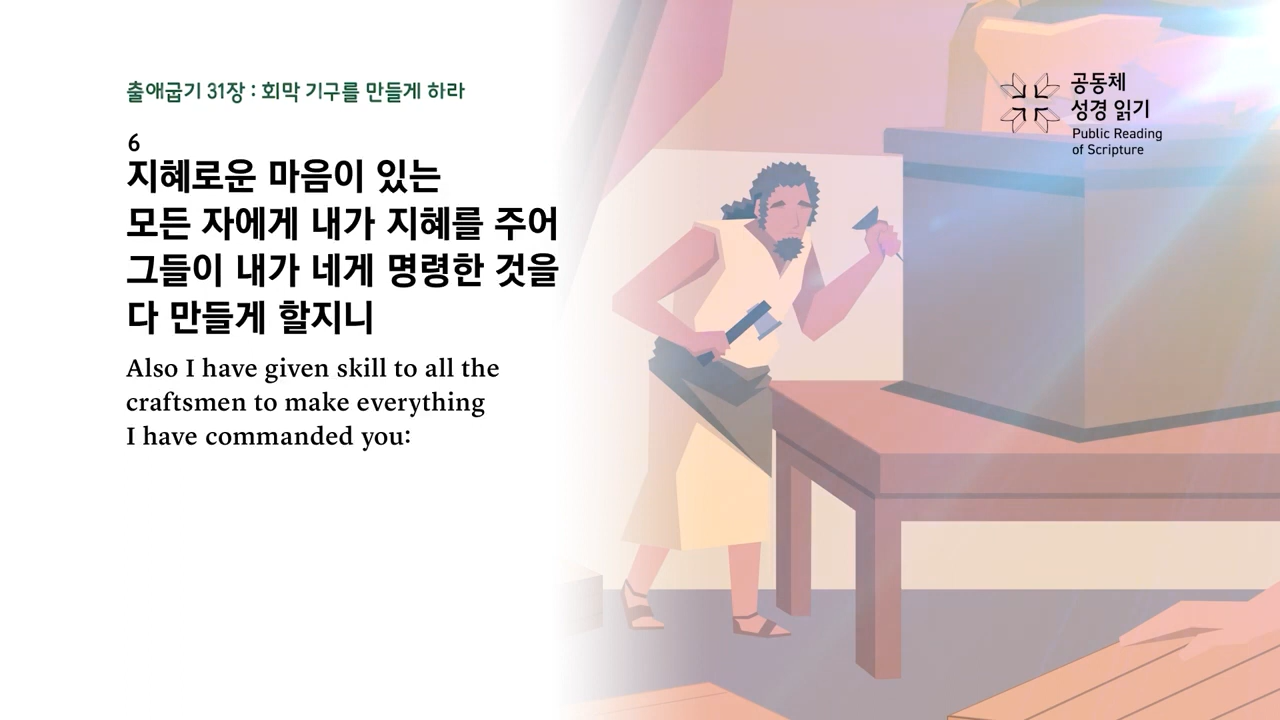 출애굽기 31장 : 회막 기구를 만들게 하라
6
지혜로운 마음이 있는
모든 자에게 내가 지혜를 주어
그들이 내가 네게 명령한 것을
다 만들게 할지니
Also I have given skill to all the
craftsmen to make everything
I have commanded you:
공동체
성경 읽기
Public Reading
of Scripture